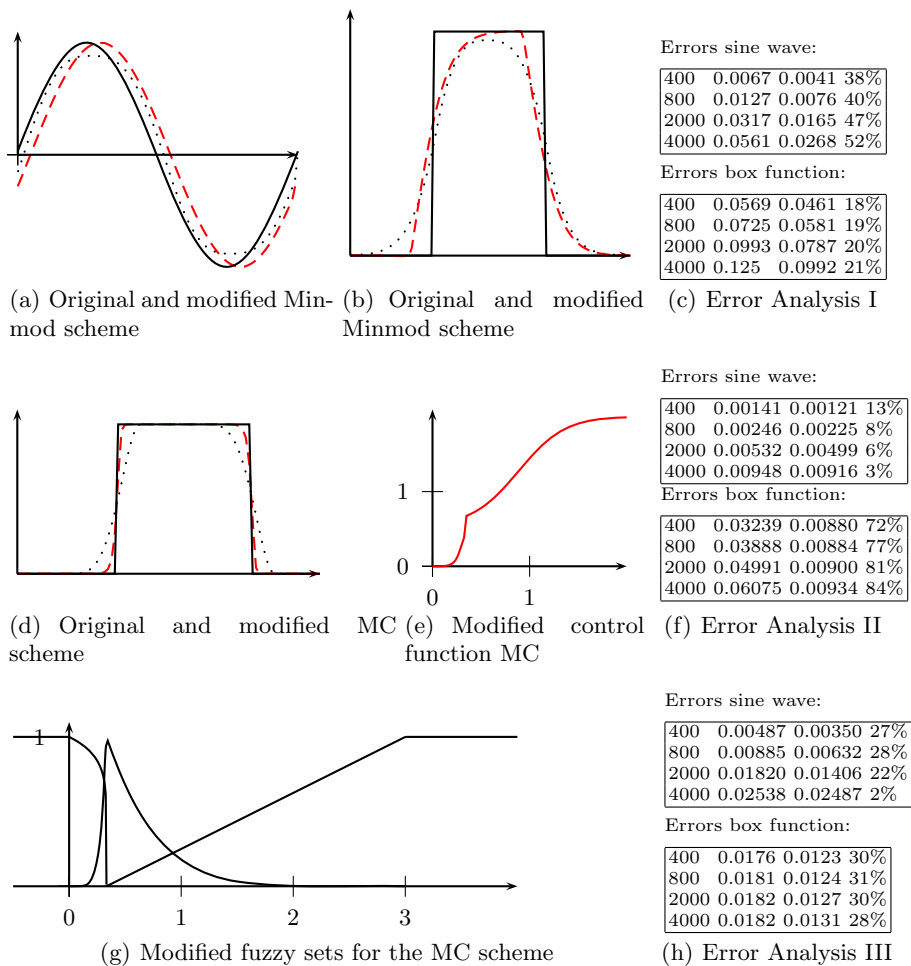 Errors sine wave:
400 0.0067 0.0041 38%
800 0.0127 0.0076 40%
2000 0.0317 0.0165 47%
4000 0.0561 0.0268 52%
Errors box function:
400 0.0569 0.0461 18%
800 0.0725 0.0581 19%
2000 0.0993 0.0787 20%
4000 0.125 0.0992 21%
(a) Original and modified Min-
mod scheme
(b) Original and modified
Minmod scheme
(c) Error Analysis I
Errors sine wave:
400 0.00141 0.00121 13%
800 0.00246 0.00225 8%
2000 0.00532 0.00499 6%
4000 0.00948 0.00916 3%
Errors box function:
400 0.03239 0.00880 72%
800 0.03888 0.00884 77%
2000 0.04991 0.00900 81%
4000 0.06075 0.00934 84%
1
0
0 1
(d) Original and modified MC
scheme
(e) Modified control
function MC
(f) Error Analysis II
Errors sine wave:
400 0.00487 0.00350 27%
800 0.00885 0.00632 28%
2000 0.01820 0.01406 22%
4000 0.02538 0.02487 2%
Errors box function:
400 0.0176 0.0123 30%
800 0.0181 0.0124 31%
2000 0.0182 0.0127 30%
4000 0.0182 0.0131 28%
1
0 1 2 3
(g) Modified fuzzy sets for the MC scheme
(h) Error Analysis III